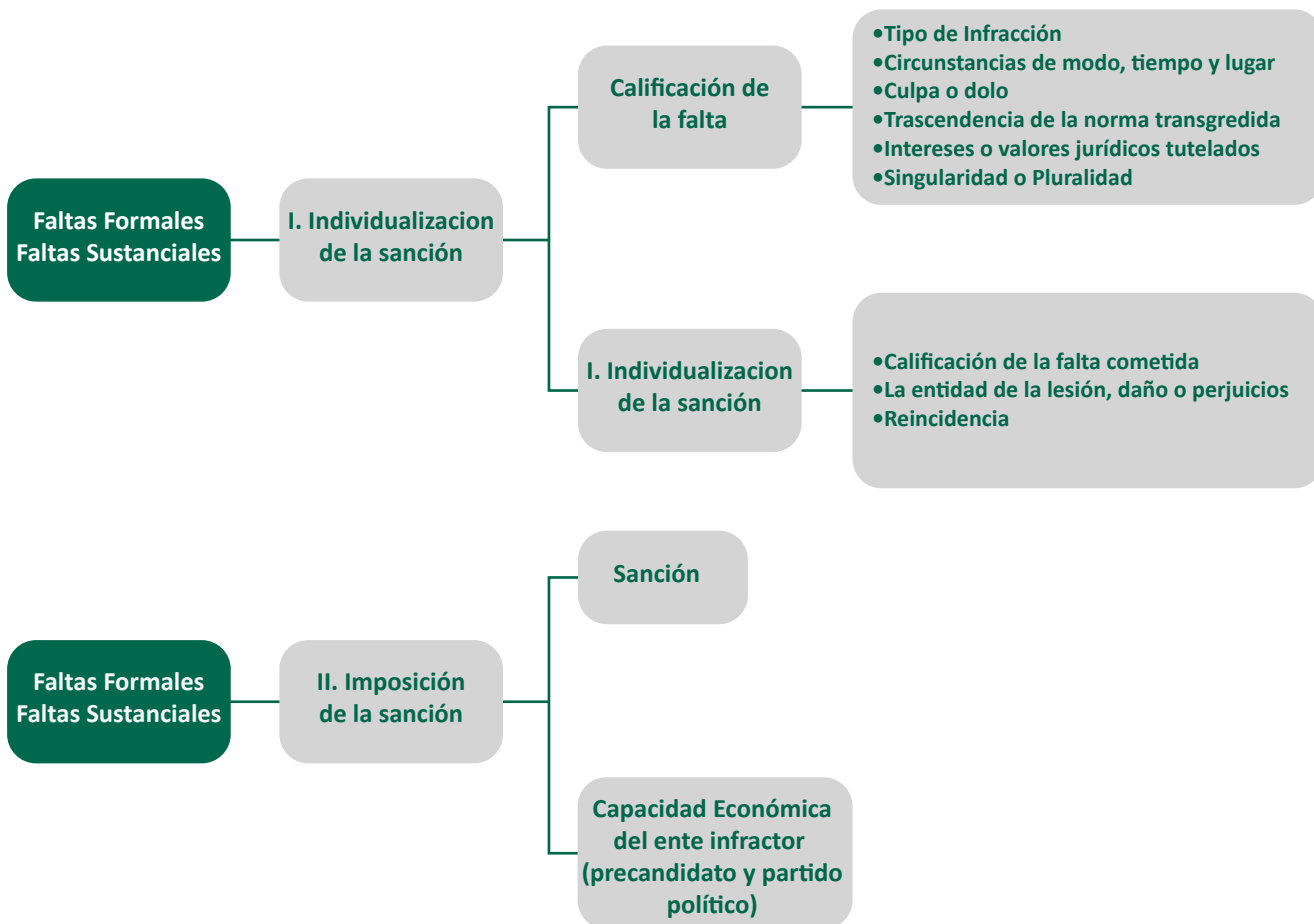 Faltas Formales
Faltas Sustanciales
I. Individualizacion
de la sanción
Calificación de
la falta
•Tipo de Infracción
•Circunstancias de modo, tiempo y lugar
•Culpa o dolo
•Trascendencia de la norma transgredida
•Intereses o valores jurídicos tutelados
•Singularidad o Pluralidad
I. Individualizacion
de la sanción
•Calificación de la falta cometida
•La entidad de la lesión, daño o perjuicios
•Reincidencia
Faltas Formales
Faltas Sustanciales
II. Imposición
de la sanción
Sanción
Capacidad Económica
del ente infractor
(precandidato y partido
político)